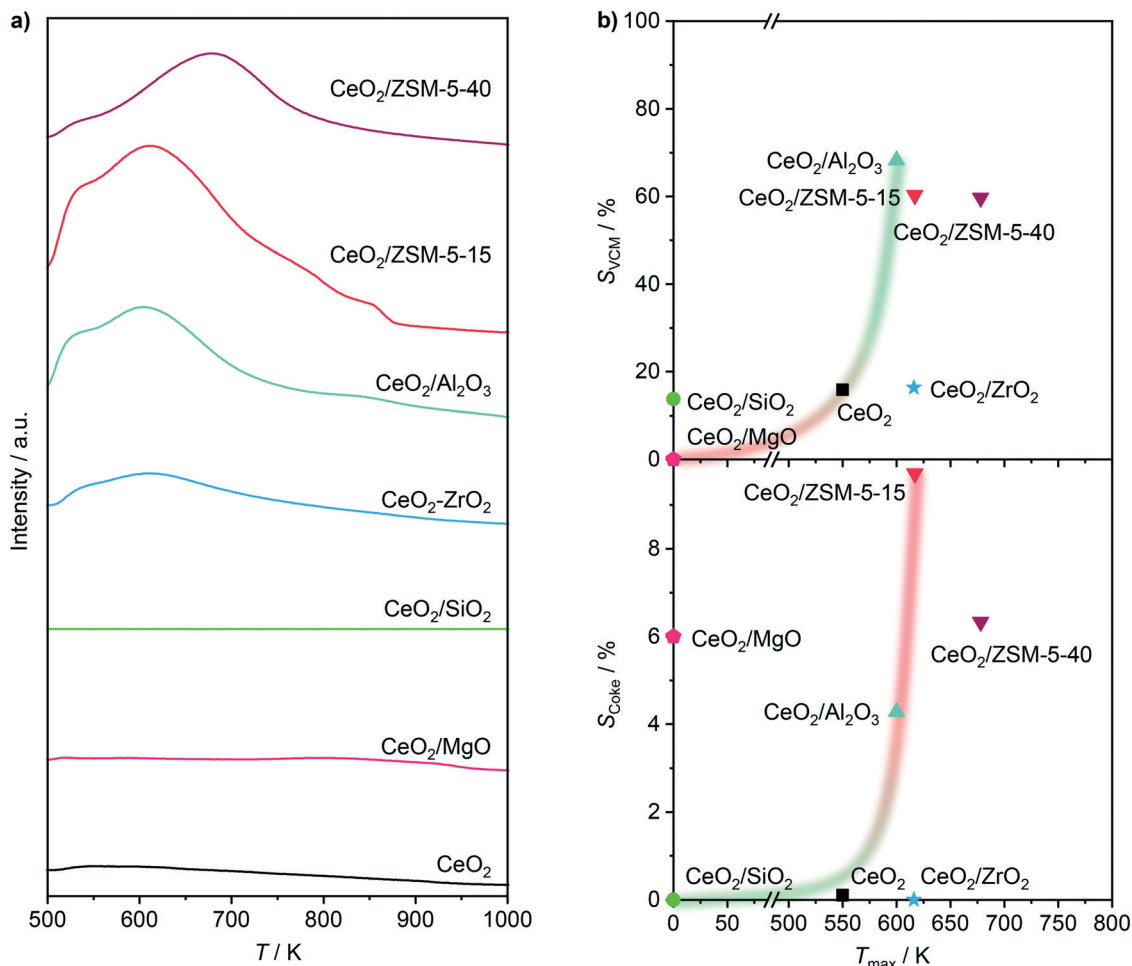 a)
CeO₂/ZSM-5-40
CeO₂/ZSM-5-15
CeO₂/Al₂O₃
CeO₂-ZrO₂
CeO₂/SiO₂
CeO₂/MgO
CeO₂
Intensity / a.u.
500 600 700 800 900 1000
T / K
b)
100
80
60
40
20
0
S_VCM / %
CeO₂/Al₂O₃
CeO₂/ZSM-5-15
CeO₂/ZSM-5-40
CeO₂/ZrO₂
CeO₂/SiO₂
CeO₂
CeO₂/MgO
8
6
4
2
0
S_Coke / %
CeO₂/ZSM-5-15
CeO₂/MgO
CeO₂/ZSM-5-40
CeO₂/Al₂O₃
CeO₂/SiO₂
CeO₂
CeO₂/ZrO₂
0 50 500 550 600 650 700 750 800
T_max / K